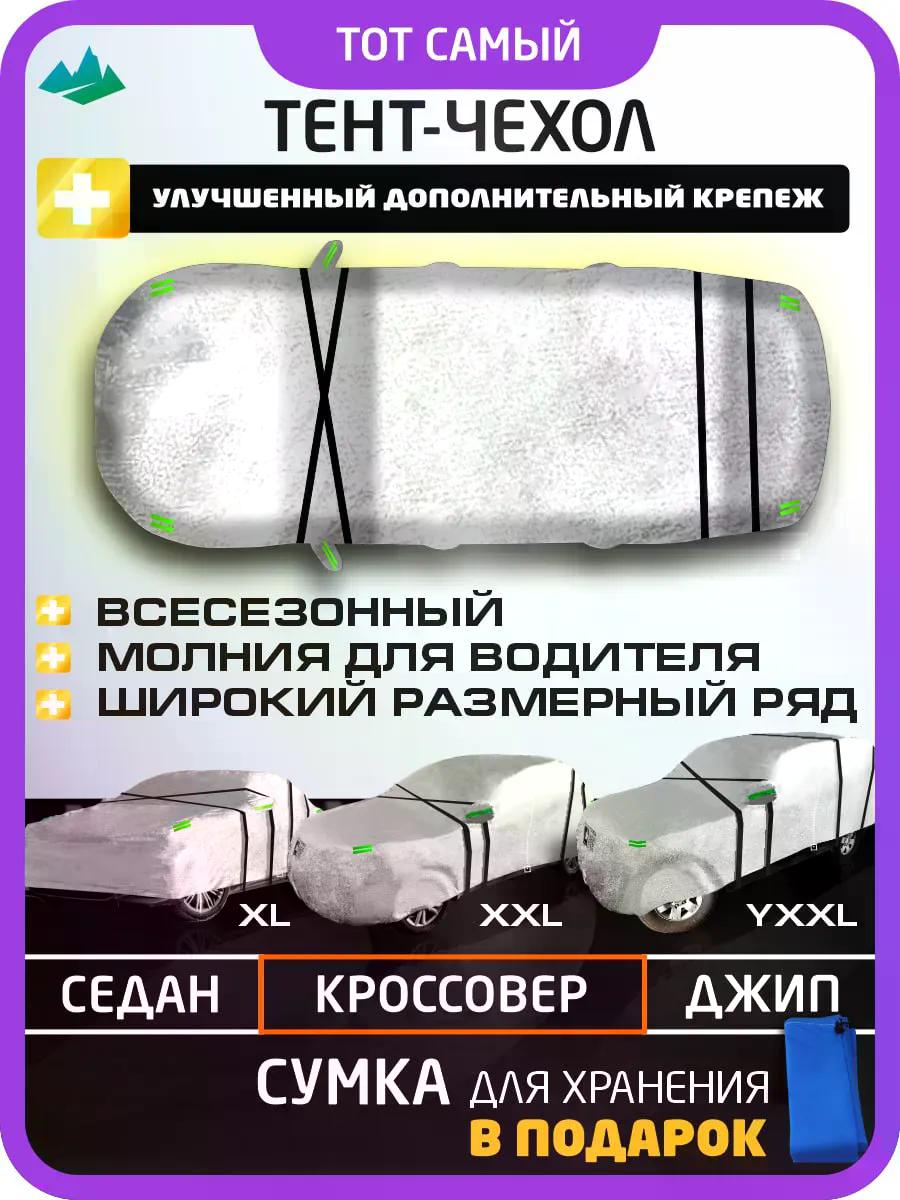 ТОТ САМЫЙ
ТЕНТ-ЧЕХОЛ
УЛУЧШЕННЫЙ ДОПОЛНИТЕЛЬНЫЙ КРЕПЕЖ
ВСЕСЕЗОННЫЙ
МОЛНИЯ ДЛЯ ВОДИТЕЛЯ
ШИРОКИЙ РАЗМЕРНЫЙ РЯД
XL XXL YXXL
СЕДАН КРОССОВЕР ДЖИП
СУМКА ДЛЯ ХРАНЕНИЯ
В ПОДАРОК